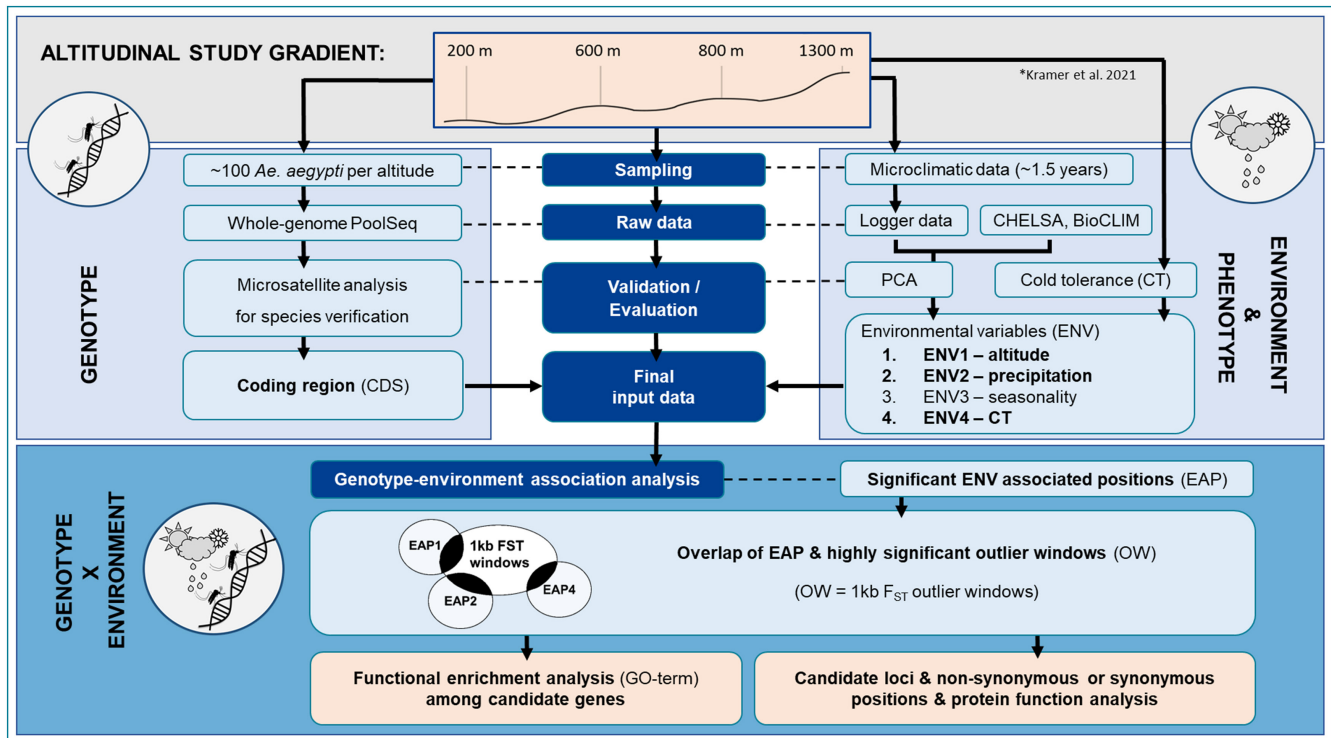 ALTITUDINAL STUDY GRADIENT:
200 m
600 m
800 m
1300 m
*Kramer et al. 2021
GENOTYPE
~100 Ae. aegypti per altitude
Whole-genome PoolSeq
Microsatellite analysis
for species verification
Coding region (CDS)
Sampling
Raw data
Validation /
Evaluation
Final
input data
Microclimatic data (~1.5 years)
Logger data
CHELSA, BioCLIM
PCA
Cold tolerance (CT)
Environmental variables (ENV)
1. ENV1 – altitude
2. ENV2 – precipitation
3. ENV3 – seasonality
4. ENV4 – CT
ENVIRONMENT
&
PHENOTYPE
GENOTYPE
X
ENVIRONMENT
Genotype-environment association analysis
Significant ENV associated positions (EAP)
EAP1
1kb FST
windows
EAP2
EAP4
Overlap of EAP & highly significant outlier windows (OW)
(OW = 1kb FST outlier windows)
Functional enrichment analysis (GO-term)
among candidate genes
Candidate loci & non-synonymous or synonymous
positions & protein function analysis